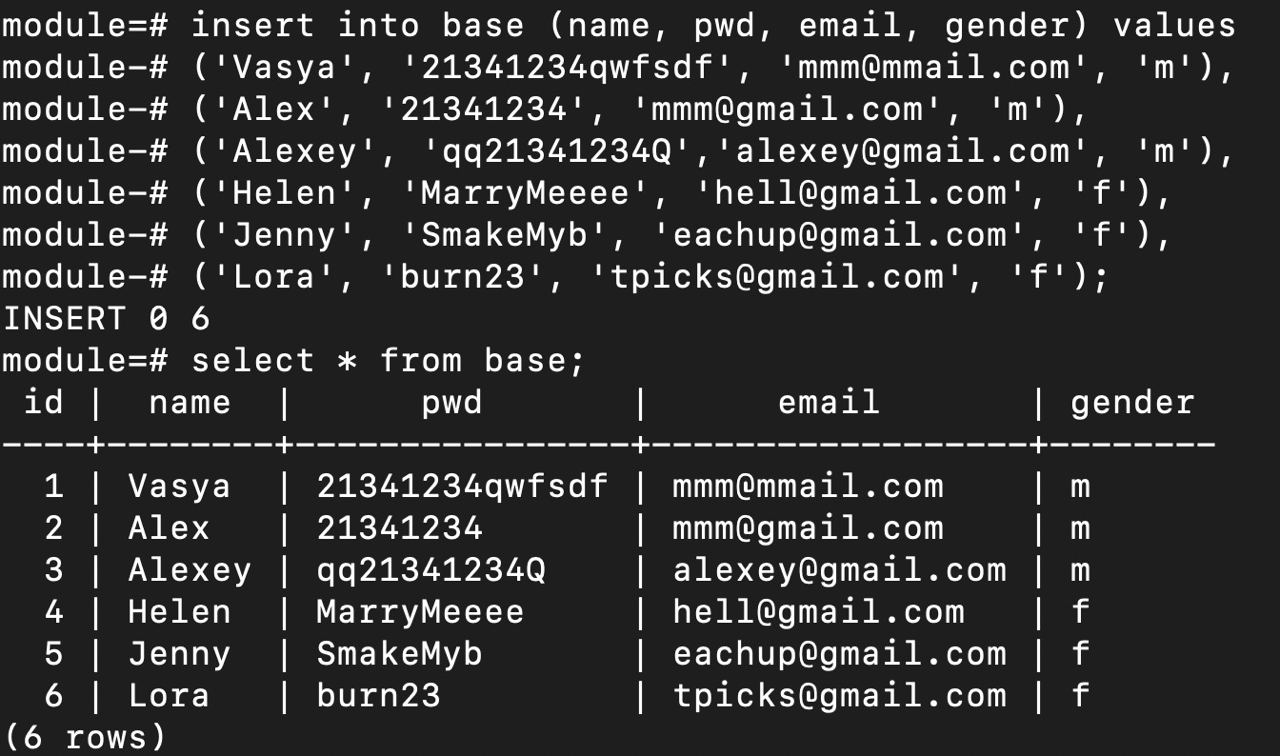 module=# insert into base (name, pwd, email, gender) values
module-# ('Vasya', '21341234qwfsdf', 'mmm@mmail.com', 'm'),
module-# ('Alex', '21341234', 'mmm@gmail.com', 'm'),
module-# ('Alexey', 'qq21341234Q','alexey@gmail.com', 'm'),
module-# ('Helen', 'MarryMeeee', 'hell@gmail.com', 'f'),
module-# ('Jenny', 'SmakeMyb', 'eachup@gmail.com', 'f'),
module-# ('Lora', 'burn23', 'tpicks@gmail.com', 'f');
INSERT 0 6
module=# select * from base;
 id |  name  |      pwd       |      email       | gender
----+--------+----------------+------------------+--------
  1 | Vasya  | 21341234qwfsdf | mmm@mmail.com    | m
  2 | Alex   | 21341234       | mmm@gmail.com    | m
  3 | Alexey | qq21341234Q    | alexey@gmail.com | m
  4 | Helen  | MarryMeeee     | hell@gmail.com   | f
  5 | Jenny  | SmakeMyb       | eachup@gmail.com | f
  6 | Lora   | burn23         | tpicks@gmail.com | f
(6 rows)